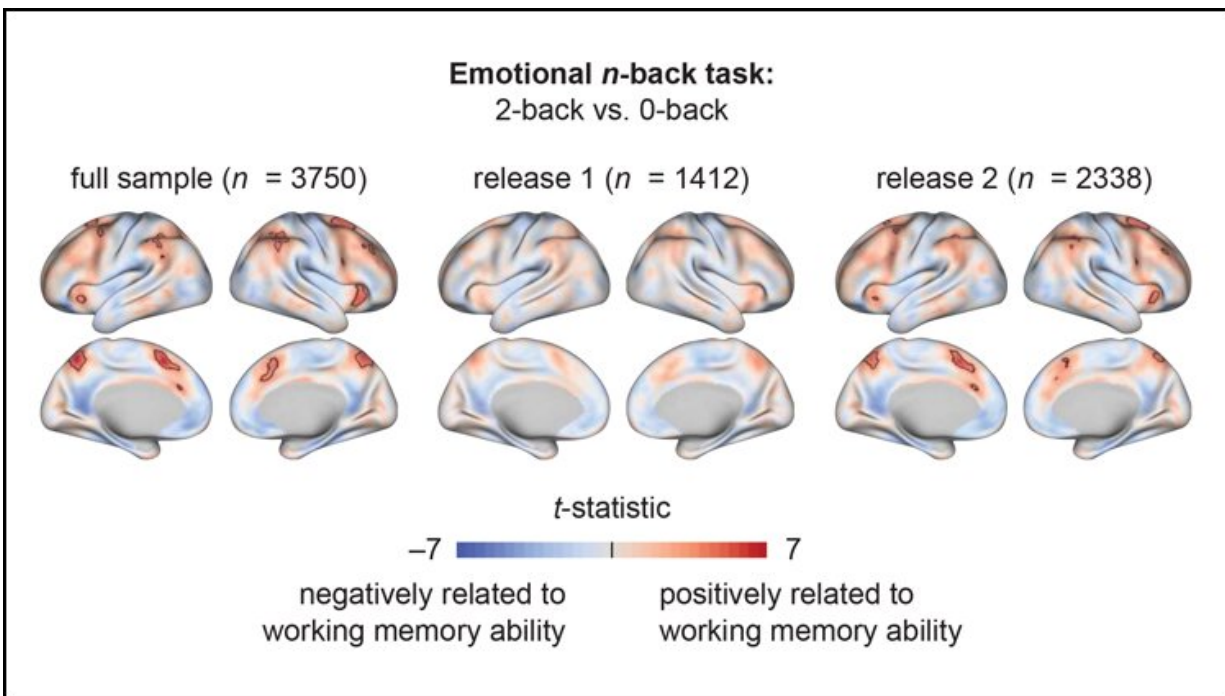 Emotional n-back task:
2-back vs. 0-back
full sample (n = 3750)
release 1 (n = 1412)
release 2 (n = 2338)
t-statistic
–7
7
negatively related to
working memory ability
positively related to
working memory ability